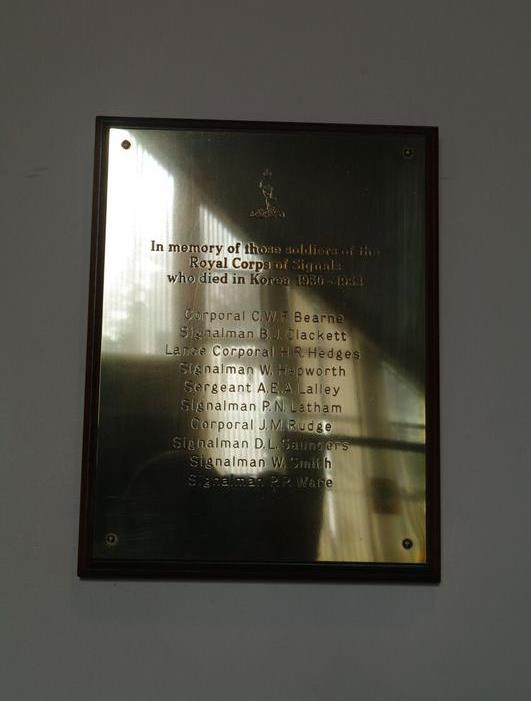 In memory of those soldiers of the
Royal Corps of Signals
who died in Korea 1950 - 1953
Corporal C.W.F. Bearne
Signalman B.J. Clackett
Lance Corporal H.R. Hedges
Signalman W. Hepworth
Sergeant A.E.A. Lalley
Signalman P.N. Latham
Corporal J.M. Rudge
Signalman D.L. Saunders
Signalman W. Smith
Signalman P.P. Ware